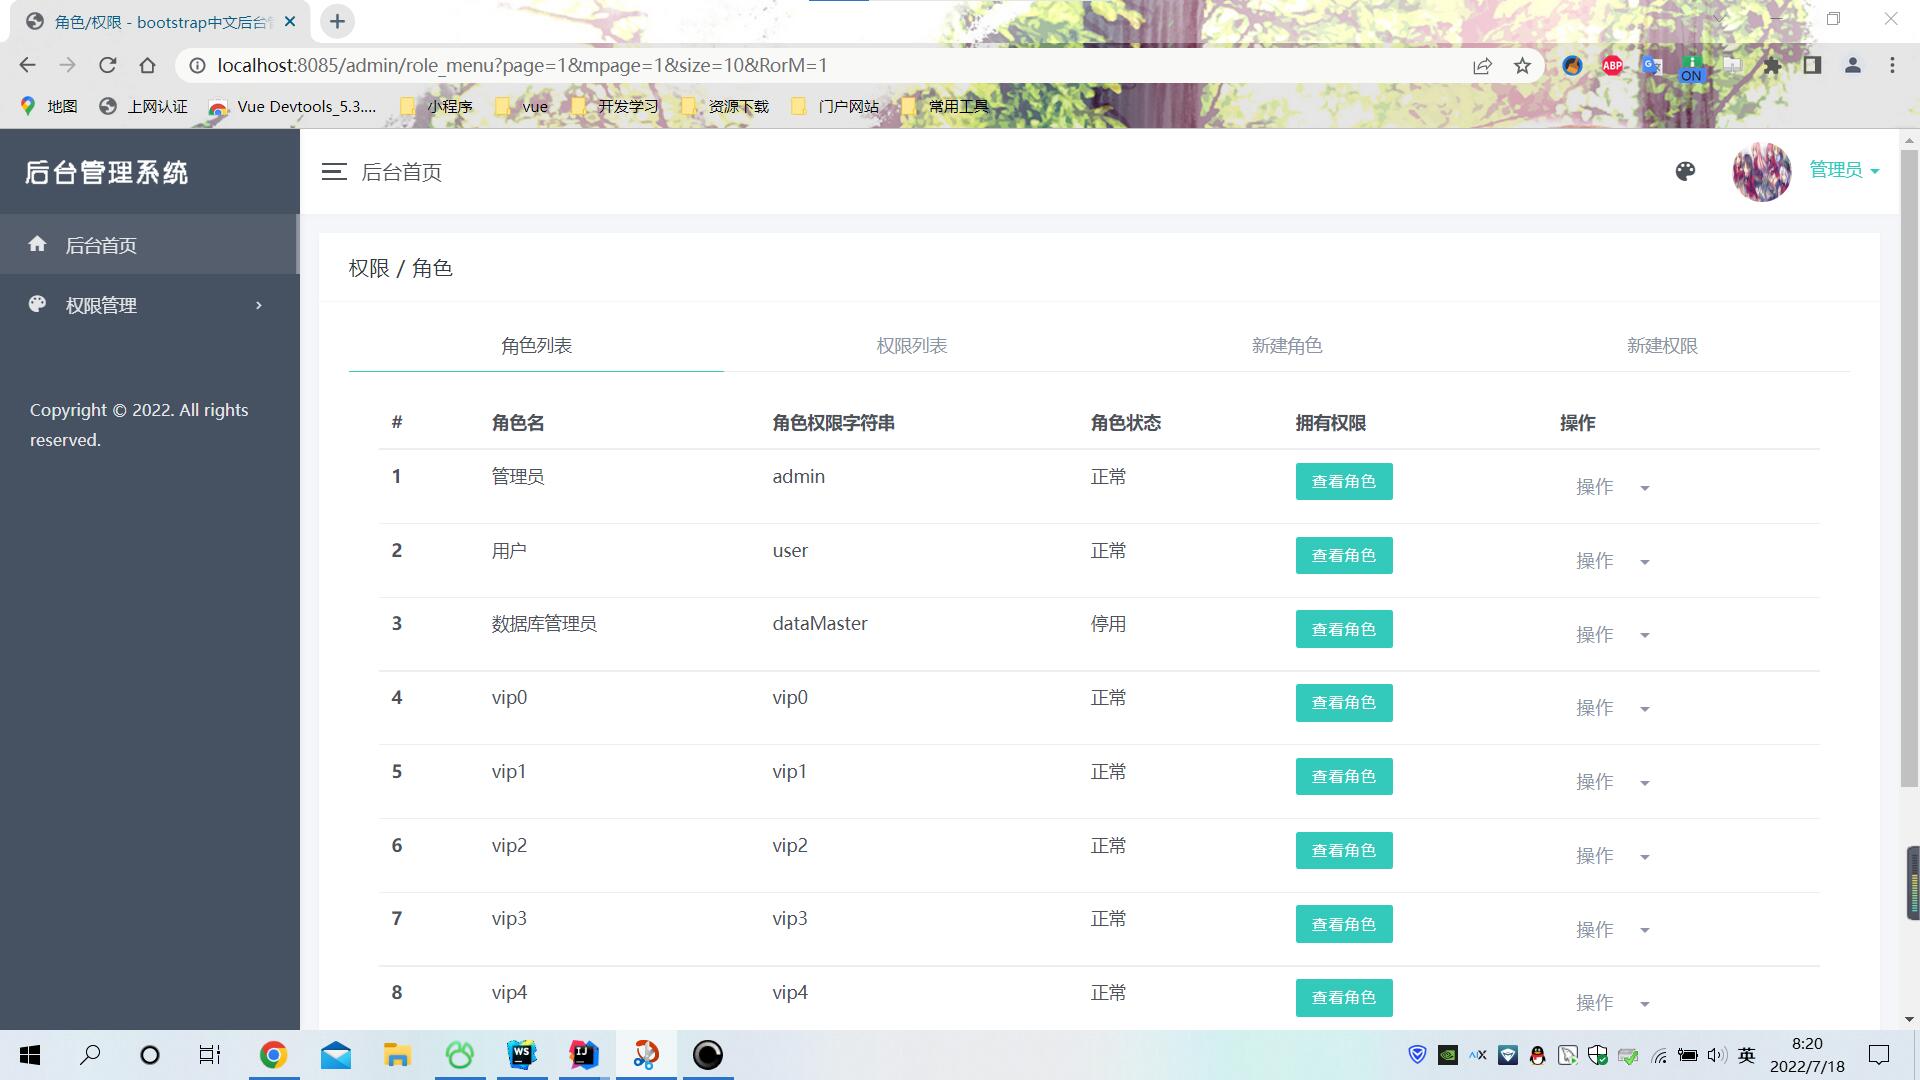 角色/权限 - bootstrap中文后台管
localhost:8085/admin/role_menu?page=1&mpage=1&size=10&RorM=1
ABP
ON
地图 上网认证 Vue Devtools_5.3.... 小程序 vue 开发学习 资源下载 门户网站 常用工具
后台管理系统
后台首页
权限管理
Copyright © 2022. All rights
reserved.
后台首页
管理员
权限 / 角色
角色列表 权限列表 新建角色 新建权限
# 角色名 角色权限字符串 角色状态 拥有权限 操作
1 管理员 admin 正常 查看角色 操作
2 用户 user 正常 查看角色 操作
3 数据库管理员 dataMaster 停用 查看角色 操作
4 vip0 vip0 正常 查看角色 操作
5 vip1 vip1 正常 查看角色 操作
6 vip2 vip2 正常 查看角色 操作
7 vip3 vip3 正常 查看角色 操作
8 vip4 vip4 正常 查看角色 操作
WS
IJ
英
8:20
2022/7/18